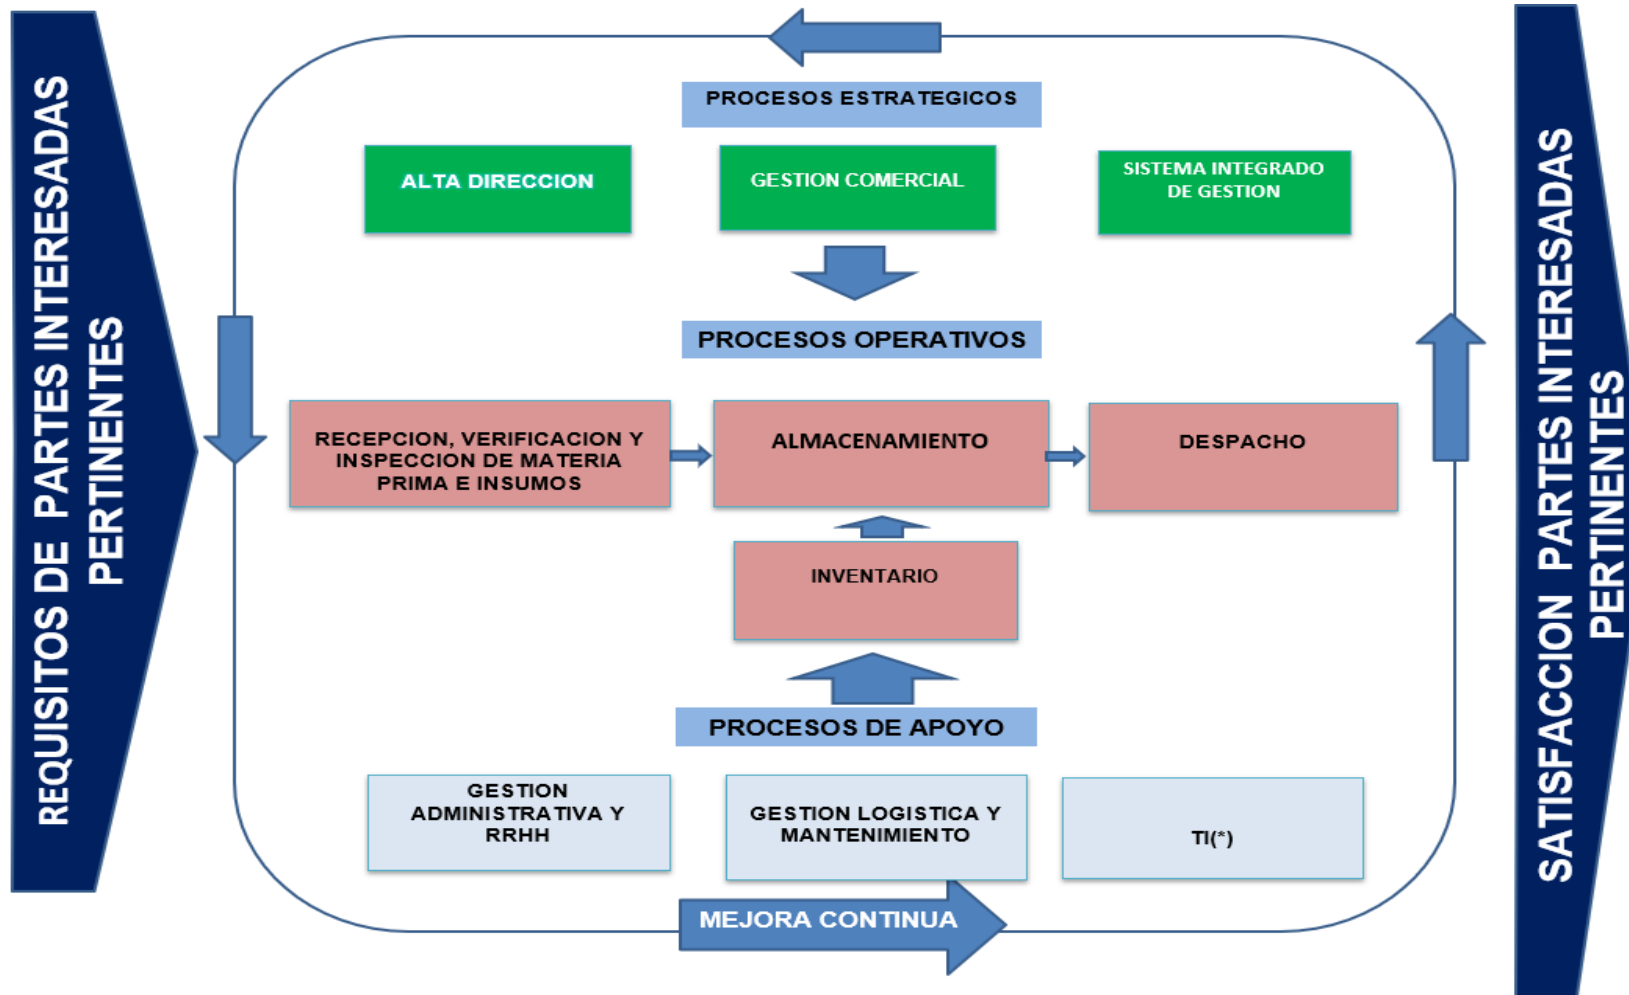 REQUISITOS DE PARTES INTERESADAS
PERTINENTES
PROCESOS ESTRATEGICOS
ALTA DIRECCION
GESTION COMERCIAL
SISTEMA INTEGRADO
DE GESTION
PROCESOS OPERATIVOS
RECEPCION, VERIFICACION Y
INSPECCION DE MATERIA
PRIMA E INSUMOS
ALMACENAMIENTO
DESPACHO
INVENTARIO
PROCESOS DE APOYO
GESTION
ADMINISTRATIVA Y
RRHH
GESTION LOGISTICA Y
MANTENIMIENTO
TI(*)
MEJORA CONTINUA
SATISFACCION PARTES INTERESADAS
PERTINENTES